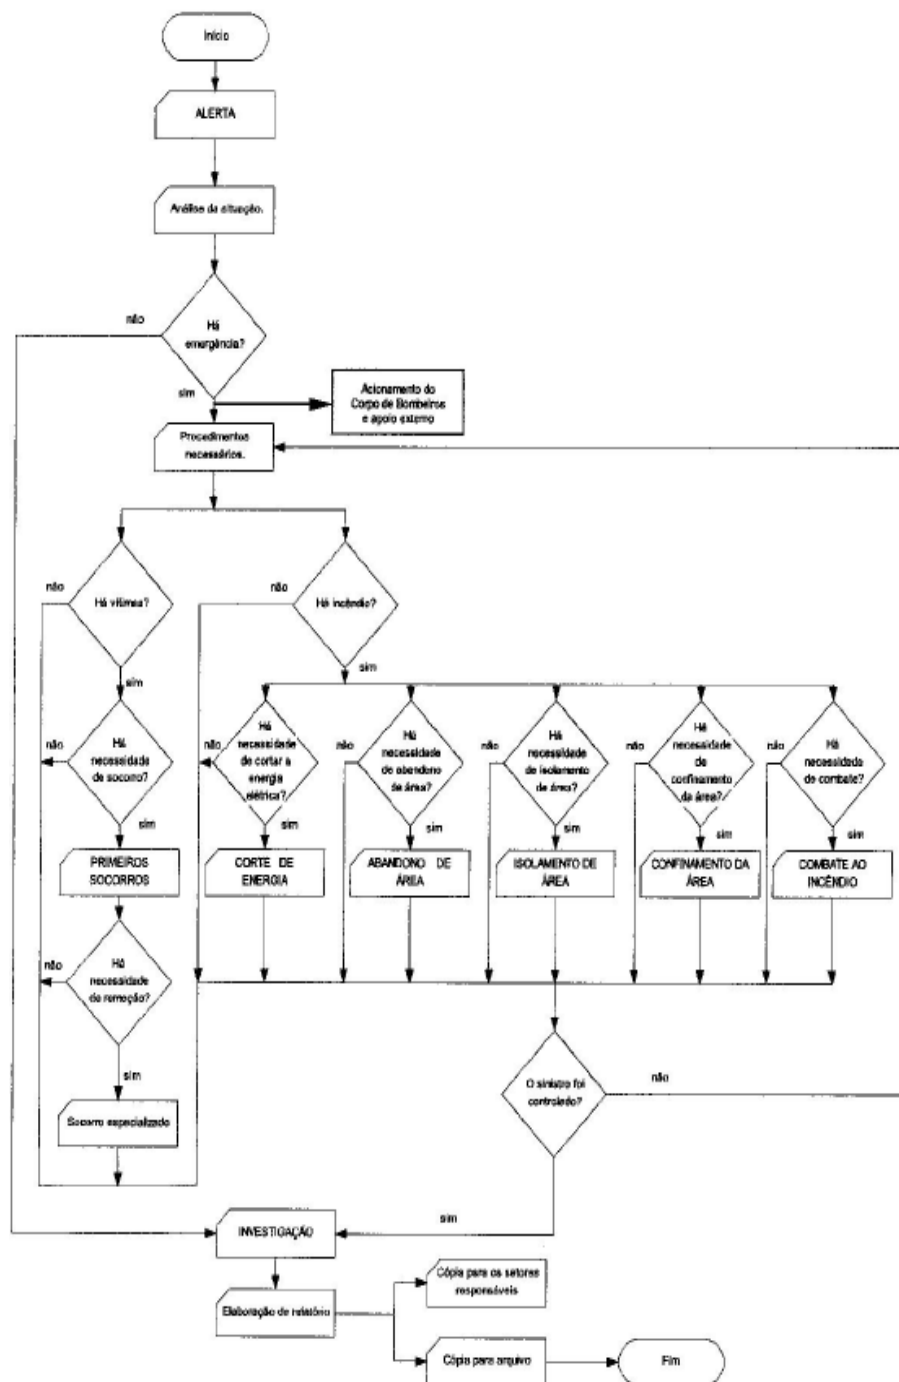 Início
ALERTA
Análise da situação.
não
Há
emergência?
sim
Acionamento do
Corpo de Bombeiros
e apoio externo
Procedimentos
necessários.
não
Há vítimas?
não
Há incêndio?
sim
sim
não
Há
necessidade
de socorro?
não
Há
necessidade
de cortar a
energia
elétrica?
não
Há
necessidade
de abandono
de área?
não
Há
necessidade
de isolamento
de área?
não
Há
necessidade
de
confinamento
da área?
não
Há
necessidade
de combate?
sim
sim
sim
sim
sim
sim
PRIMEIROS
SOCORROS
CORTE DE
ENERGIA
ABANDONO DE
ÁREA
ISOLAMENTO DE
ÁREA
CONFINAMENTO DA
ÁREA
COMBATE AO
INCÊNDIO
não
Há
necessidade
de remoção?
sim
Socorro especializado
O sinistro foi
controlado?
não
sim
INVESTIGAÇÃO
Elaboração de relatório
Cópia para os setores
responsáveis
Cópia para arquivo
Fim